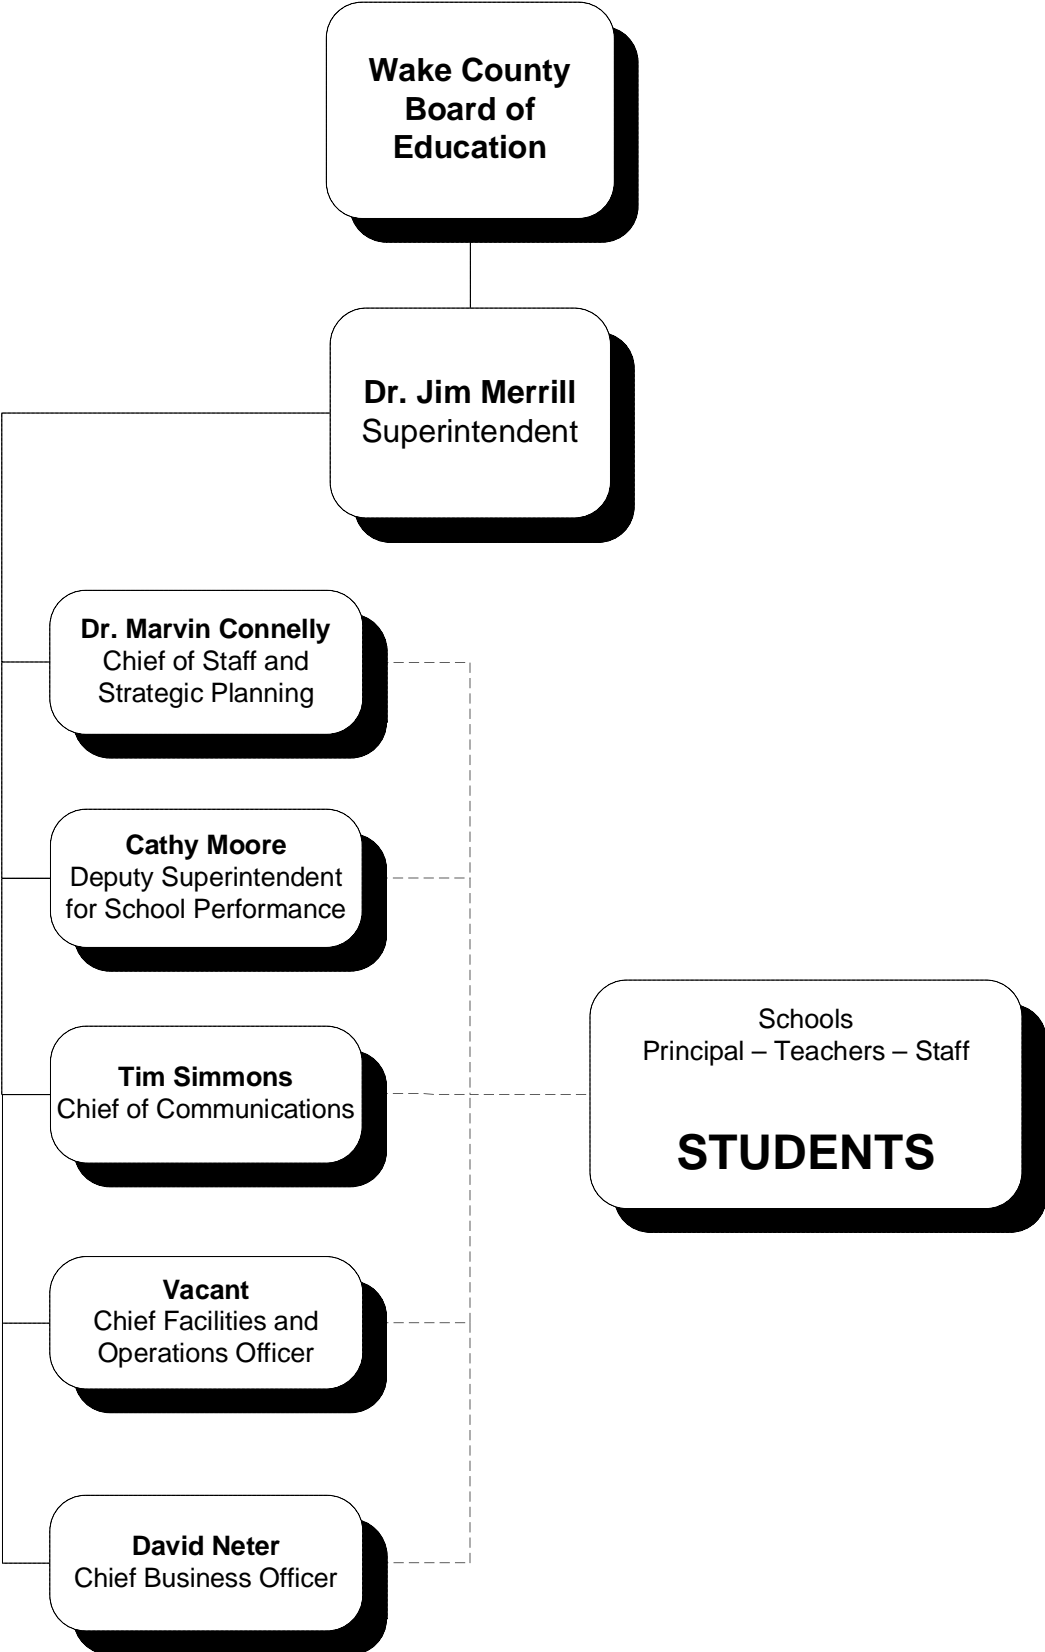 Wake County
Board of
Education
Dr. Jim Merrill
Superintendent
Dr. Marvin Connelly
Chief of Staff and
Strategic Planning
Cathy Moore
Deputy Superintendent
for School Performance
Schools
Principal – Teachers – Staff
STUDENTS
Tim Simmons
Chief of Communications
Vacant
Chief Facilities and
Operations Officer
David Neter
Chief Business Officer